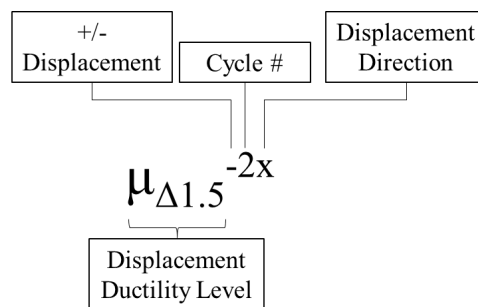 +/-
Displacement
Cycle #
Displacement
Direction
μΔ1.5-2x
Displacement
Ductility Level